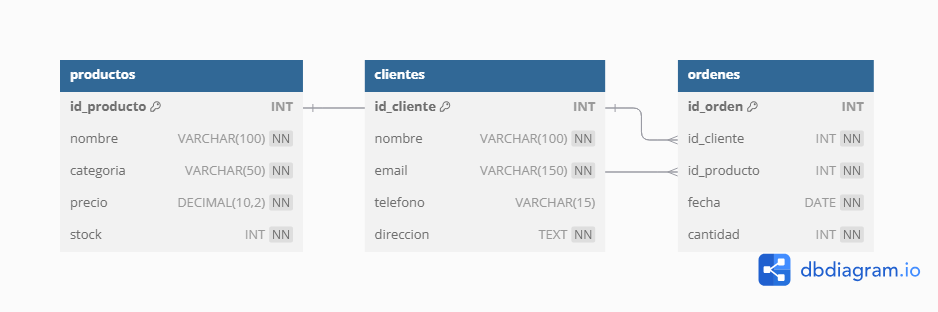 productos
id_producto INT
nombre VARCHAR(100) NN
categoria VARCHAR(50) NN
precio DECIMAL(10,2) NN
stock INT NN
clientes
id_cliente INT
nombre VARCHAR(100) NN
email VARCHAR(150) NN
telefono VARCHAR(15)
direccion TEXT NN
ordenes
id_orden INT
id_cliente INT NN
id_producto INT NN
fecha DATE NN
cantidad INT NN
dbdiagram.io